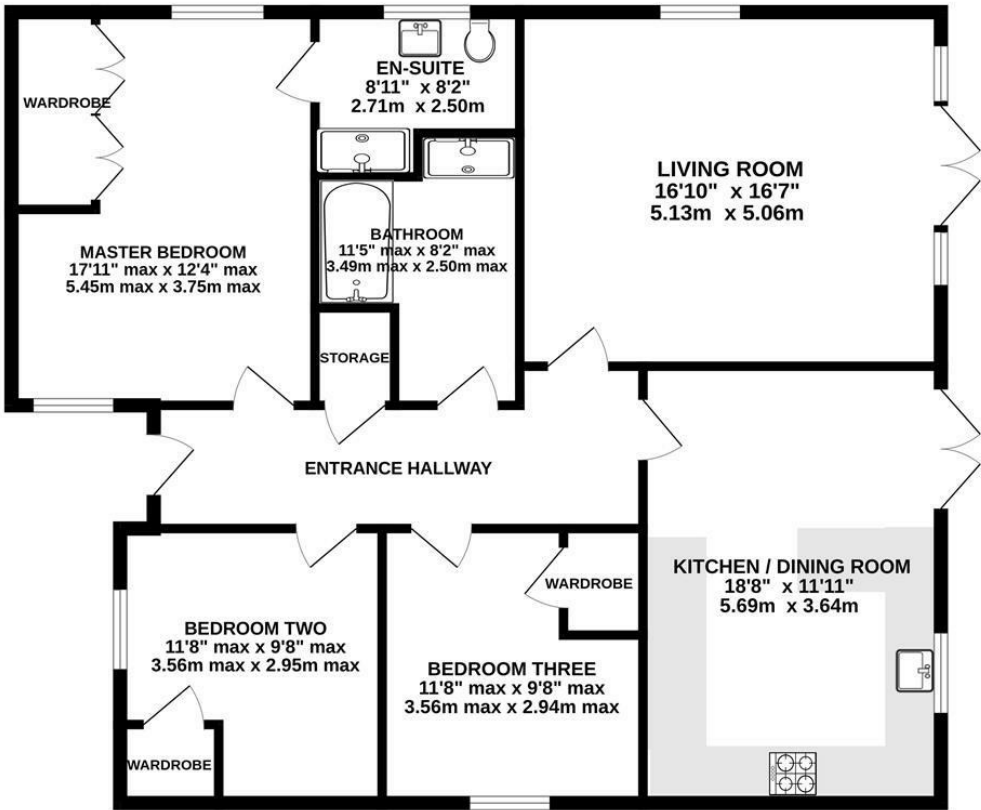 EN-SUITE
8'11" x 8'2"
2.71m x 2.50m
WARDROBE
LIVING ROOM
16'10" x 16'7"
5.13m x 5.06m
MASTER BEDROOM
17'11" max x 12'4" max
5.45m max x 3.75m max
BATHROOM
11'5" max x 8'2" max
3.49m max x 2.50m max
STORAGE
ENTRANCE HALLWAY
KITCHEN / DINING ROOM
18'8" x 11'11"
5.69m x 3.64m
WARDROBE
BEDROOM TWO
11'8" max x 9'8" max
3.56m max x 2.95m max
BEDROOM THREE
11'8" max x 9'8" max
3.56m max x 2.94m max
WARDROBE